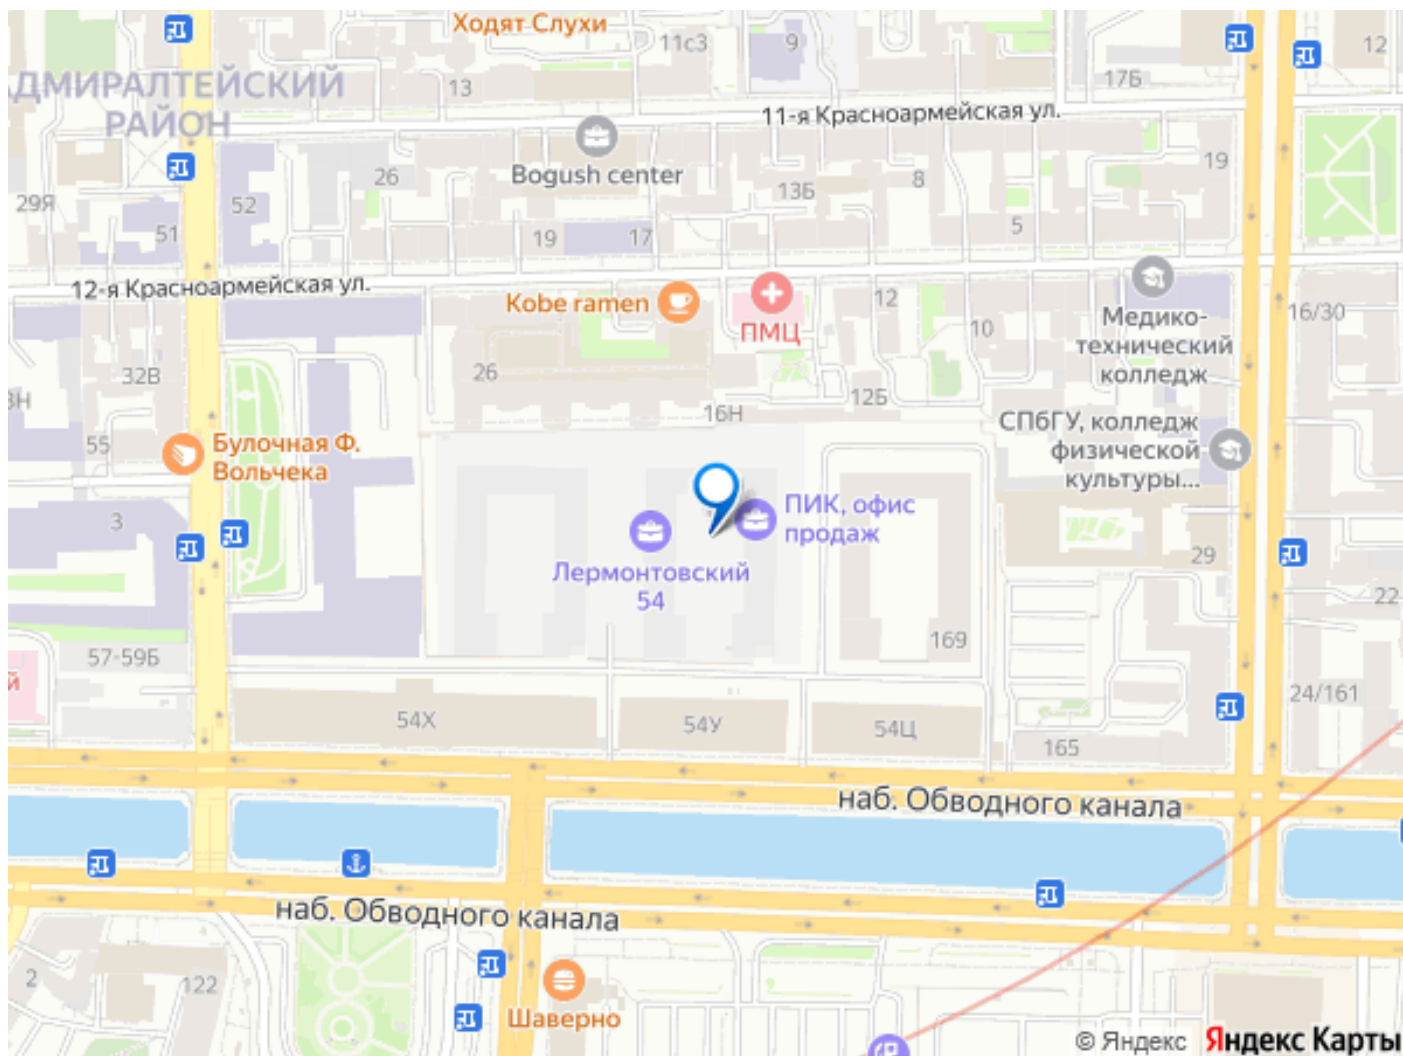 Ходят Слухи
11с3
9
12
17Б
АДМИРАЛТЕЙСКИЙ
РАЙОН
13
11-я Красноармейская ул.
Bogush center
26
52
29Я
51
13Б
8
19
5
19
17
12-я Красноармейская ул.
Kobe ramen
ПМЦ
12
10
Медико-
технический
колледж
16/30
32В
26
16Н
12Б
55
Булочная Ф.
Вольчека
СПбГУ, колледж
физической
культуры...
ПИК, офис
продаж
3
Лермонтовский
54
29
22
57-59Б
169
й
54Х
54У
54Ц
165
24/161
наб. Обводного канала
наб. Обводного канала
2
122
Шаверно
© Яндекс Яндекс Карты